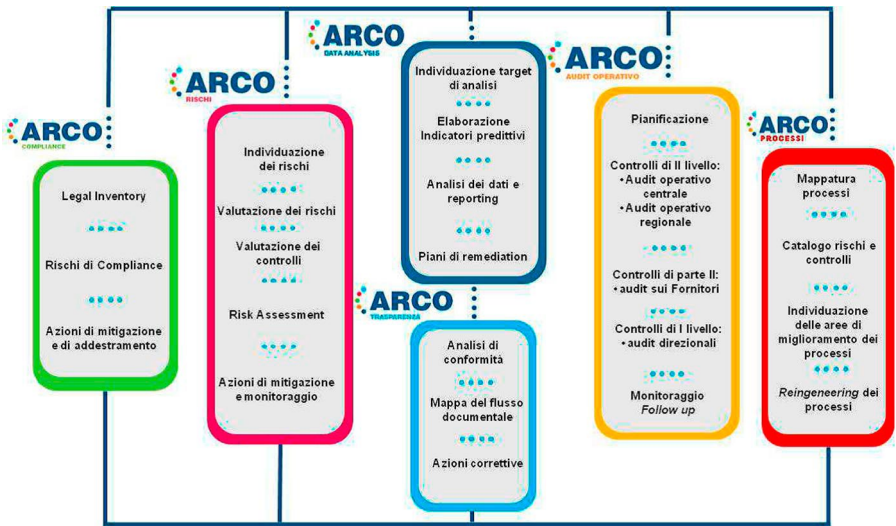 ARCO
COMPLIANCE
Legal Inventory
Rischi di Compliance
Azioni di mitigazione
e di addestramento
ARCO
RISCHI
Individuazione
dei rischi
Valutazione dei rischi
Valutazione dei
controlli
Risk Assessment
Azioni di mitigazione
e monitoraggio
ARCO
DATA ANALYSIS
Individuazione target
di analisi
Elaborazione
Indicatori predittivi
Analisi dei dati e
reporting
Piani di remediation
ARCO
TRASPARENZA
Analisi di
conformità
Mappa del flusso
documentale
Azioni correttive
ARCO
AUDIT OPERATIVO
Pianificazione
Controlli di II livello:
•Audit operativo
centrale
•Audit operativo
regionale
Controlli di parte II:
•audit sui Fornitori
Controlli di I livello:
•audit direzionali
Monitoraggio
Follow up
ARCO
PROCESSI
Mappatura
processi
Catalogo rischi e
controlli
Individuazione
delle aree di
miglioramento dei
processi
Reingeneering dei
processi